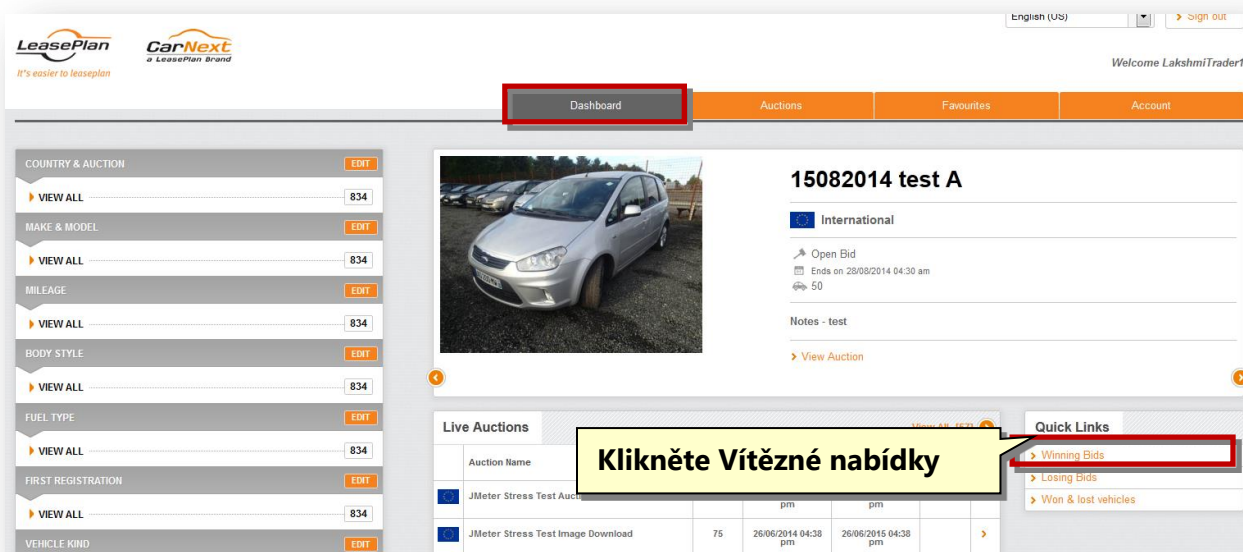 English (US)
Sign out
LeasePlan
It's easier to leaseplan
CarNext
a LeasePlan Brand
Welcome LakshmiTrader1
Dashboard
Auctions
Favourites
Account
COUNTRY & AUCTION EDIT
VIEW ALL 834
MAKE & MODEL EDIT
VIEW ALL 834
MILEAGE EDIT
VIEW ALL 834
BODY STYLE EDIT
VIEW ALL 834
FUEL TYPE EDIT
VIEW ALL 834
FIRST REGISTRATION EDIT
VIEW ALL 834
VEHICLE KIND EDIT
15082014 test A
International
Open Bid
Ends on 28/08/2014 04:30 am
50
Notes - test
View Auction
Live Auctions
Auction Name
JMeter Stress Test
pm pm
JMeter Stress Test Image Download 75 26/06/2014 04:38 pm 26/06/2015 04:38 pm
Klikněte Vítězné nabídky
Quick Links
Winning Bids
Losing Bids
Won & lost vehicles